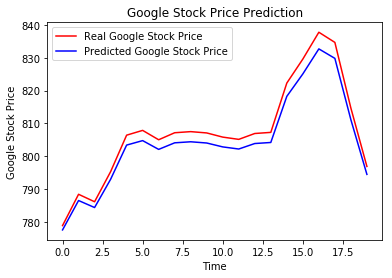 Google Stock Price Prediction
Real Google Stock Price
Predicted Google Stock Price
Google Stock Price
840
830
820
810
800
790
780
0.0 2.5 5.0 7.5 10.0 12.5 15.0 17.5
Time